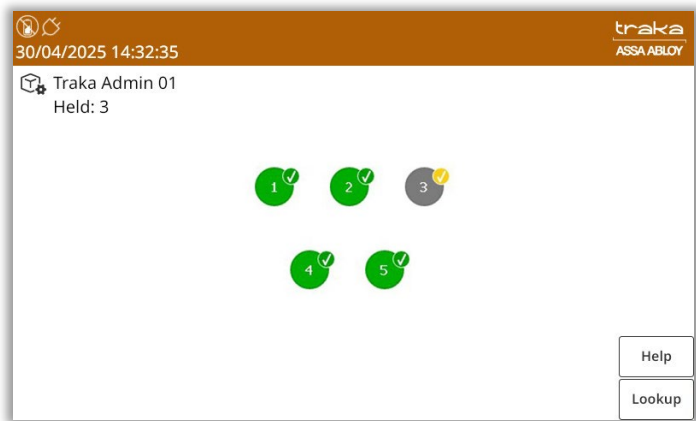 traka
30/04/2025 14:32:35
ASSA ABLOY
Traka Admin 01
Held: 3
1 2 3
4 5
Help
Lookup